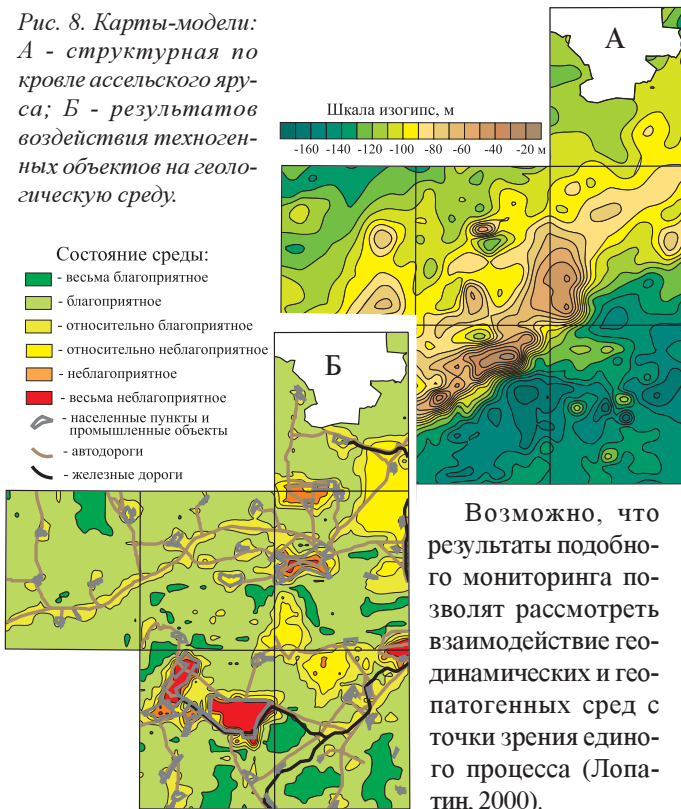 Рис. 8. Карты-модели:
А - структурная по
кровле ассельского яру-
са; Б - результатов
воздействия техноген-
ных объектов на геоло-
гическую среду.
А
Шкала изогипс, м
-160 -140 -120 -100 -80 -60 -40 -20 м
Состояние среды:
- весьма благоприятное
- благоприятное
- относительно благоприятное
- относительно неблагоприятное
- неблагоприятное
- весьма неблагоприятное
- населенные пункты и
промышленные объекты
- автодороги
- железные дороги
Б
Возможно, что
результаты подобно-
го мониторинга по-
зволят рассмотреть
взаимодействие гео-
динамических и гео-
патогенных сред с
точки зрения едино-
го процесса (Лопа-
тин, 2000).